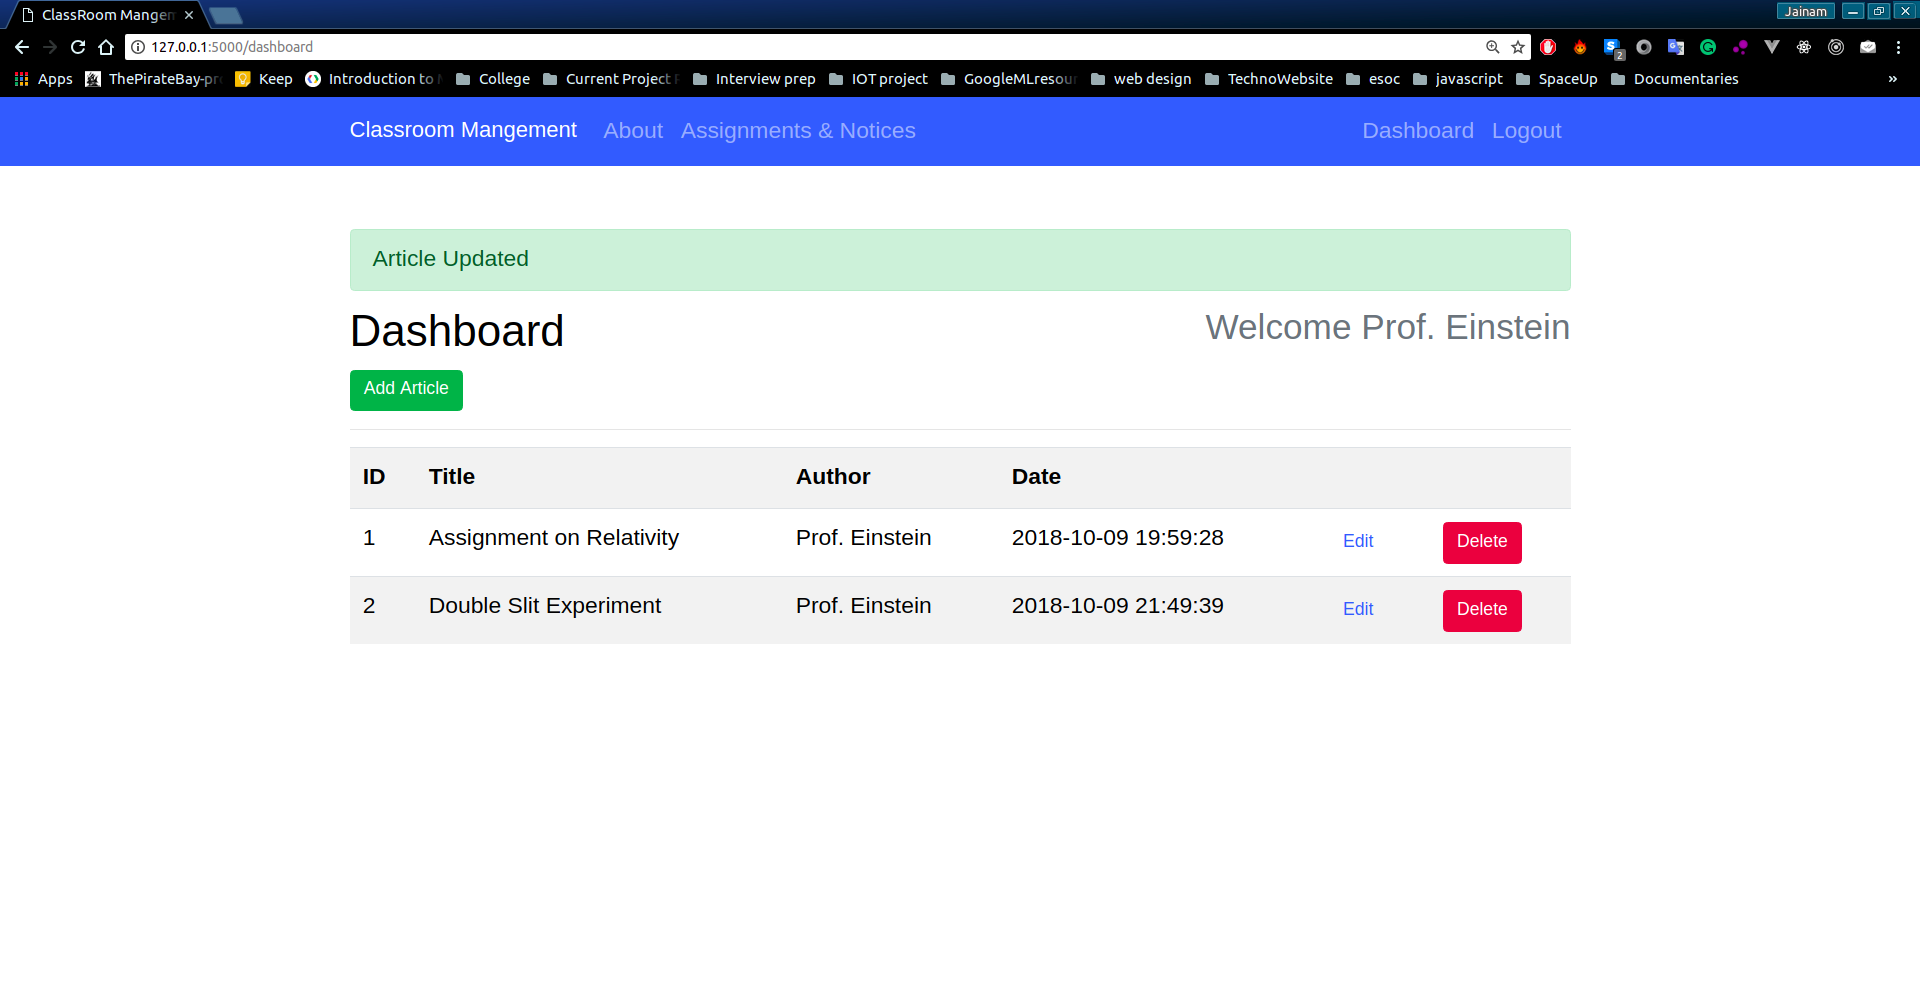 ClassRoom Mangem
Jainam
127.0.0.1:5000/dashboard
2
Apps ThePirateBay-pr Keep Introduction to College Current Project Interview prep IOT project GoogleMLresour web design TechnoWebsite esoc javascript SpaceUp Documentaries »
Classroom Mangement About Assignments & Notices Dashboard Logout
Article Updated
Dashboard Welcome Prof. Einstein
Add Article
ID Title Author Date
1 Assignment on Relativity Prof. Einstein 2018-10-09 19:59:28 Edit Delete
2 Double Slit Experiment Prof. Einstein 2018-10-09 21:49:39 Edit Delete